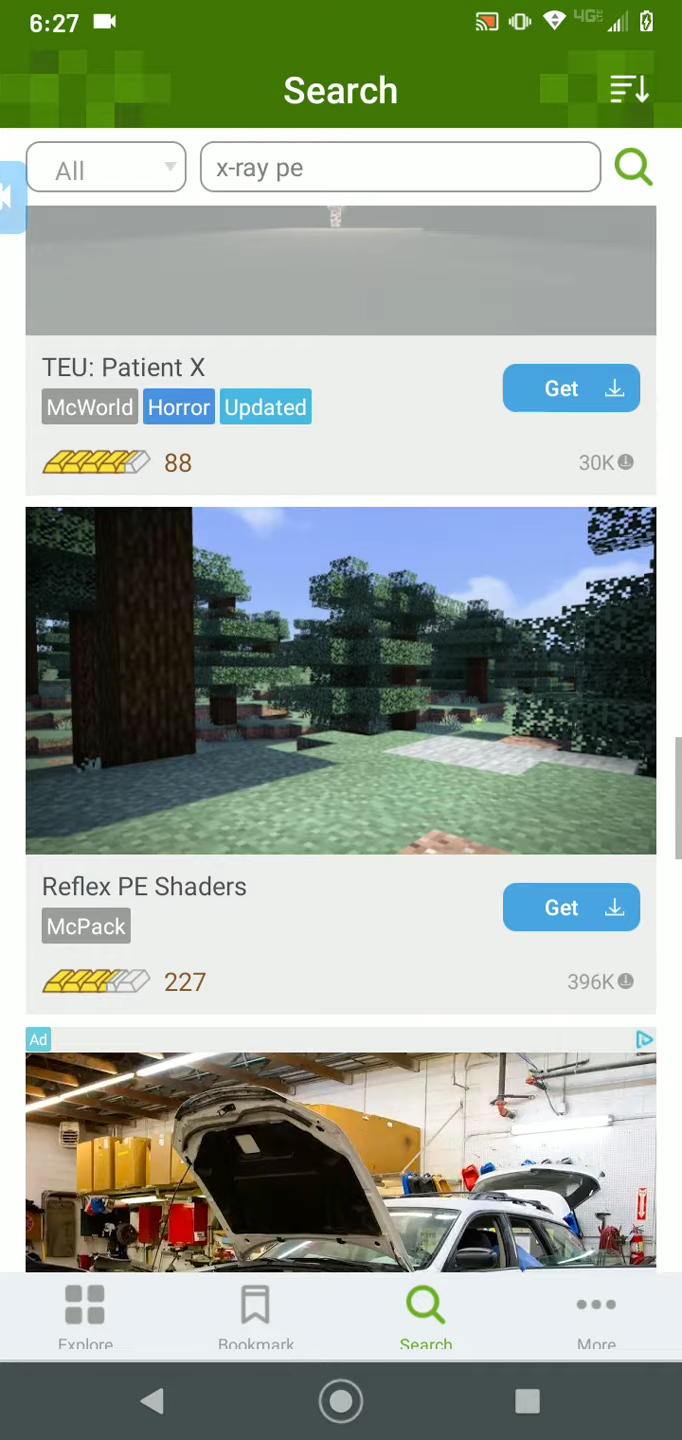 6:27
4G
Search
All
x-ray pe
TEU: Patient X
Get
McWorld
Horror
Updated
88
30K
Reflex PE Shaders
Get
McPack
227
396K
Ad
Explore
Bookmark
Search
More